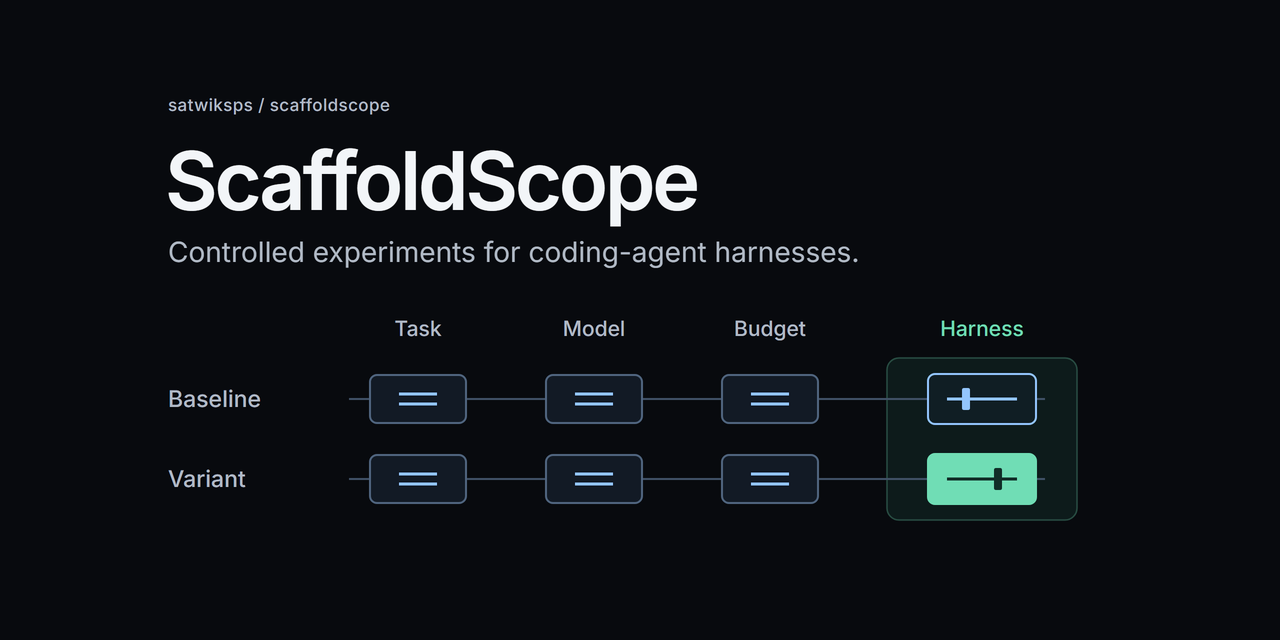 satwiksps / scaffoldscope
ScaffoldScope
Controlled experiments for coding-agent harnesses.
Task Model Budget Harness
Baseline
Variant